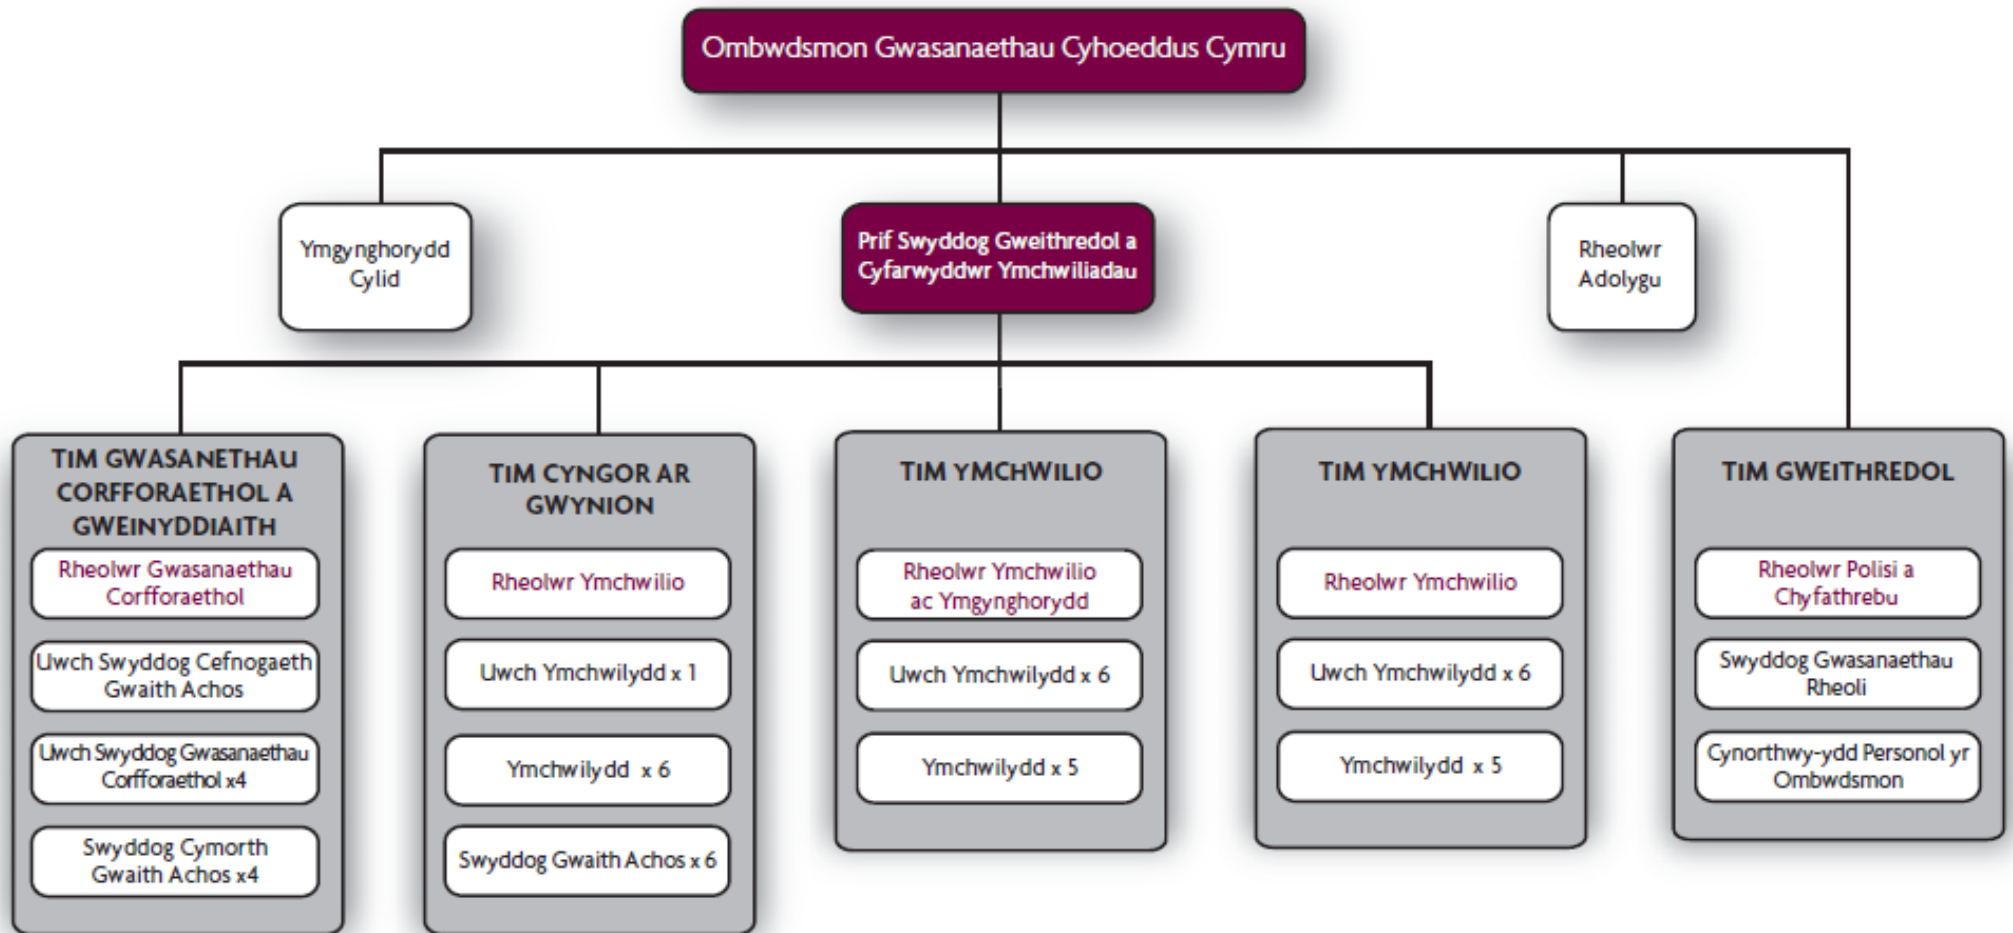 Ombwdsmon Gwasanaethau Cyhoeddus Cymru
Ymgynghorydd
Cylid
Prif Swyddog Gweithredol a
Cyfarwyddwr Ymchwiliadau
Rheolwr
Adolygu
TIM GWASANETHAU
CORFFORAETHOL A
GWEINYDDIAITH
Rheolwr Gwasanaethau
Corfforaethol
Uwch Swyddog Cefnogaeth
Gwaith Achos
Uwch Swyddog Gwasanaethau
Corfforaethol x4
Swyddog Cymorth
Gwaith Achos x4
TIM CYNGOR AR
GWYNION
Rheolwr Ymchwilio
Uwch Ymchwilydd x 1
Ymchwilydd x 6
Swyddog Gwaith Achos x 6
TIM YMCHWILIO
Rheolwr Ymchwilio
ac Ymgynghorydd
Uwch Ymchwilydd x 6
Ymchwilydd x 5
TIM YMCHWILIO
Rheolwr Ymchwilio
Uwch Ymchwilydd x 6
Ymchwilydd x 5
TIM GWEITHREDOL
Rheolwr Polisi a
Chyfathrebu
Swyddog Gwasanaethau
Rheoli
Cynorthwy-ydd Personol yr
Ombwdsmon